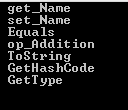 get_Name
set_Name
Equals
op_Addition
ToString
GetHashCode
GetType